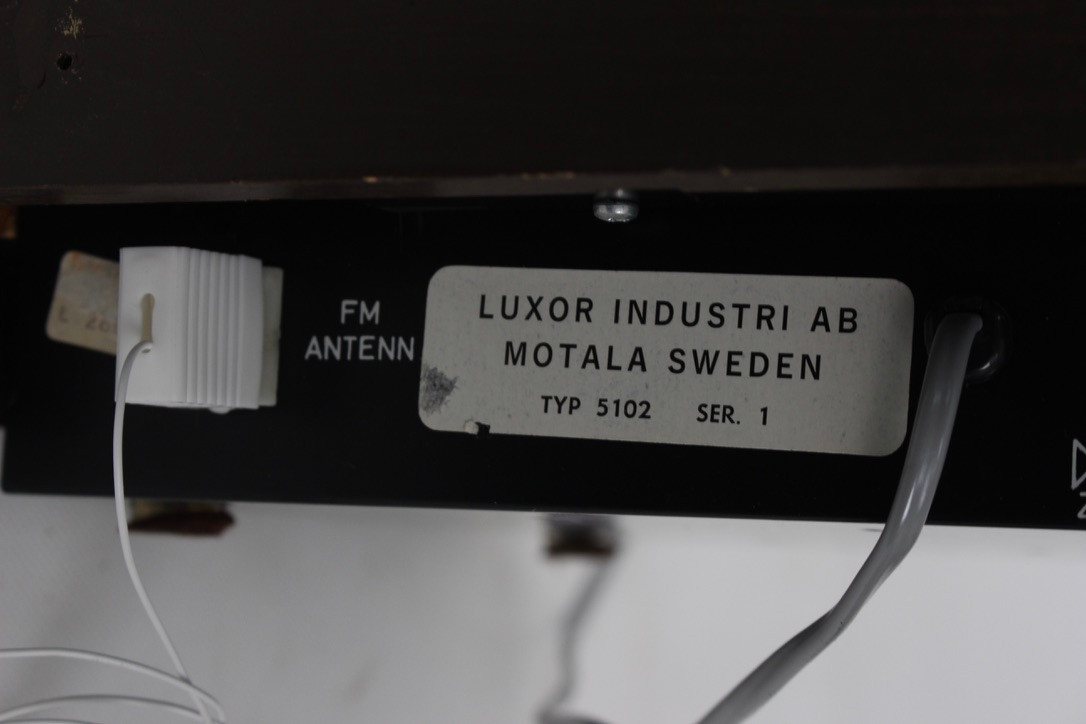 FM
ANTENN
LUXOR INDUSTRI AB
MOTALA SWEDEN
TYP 5102 SER. 1